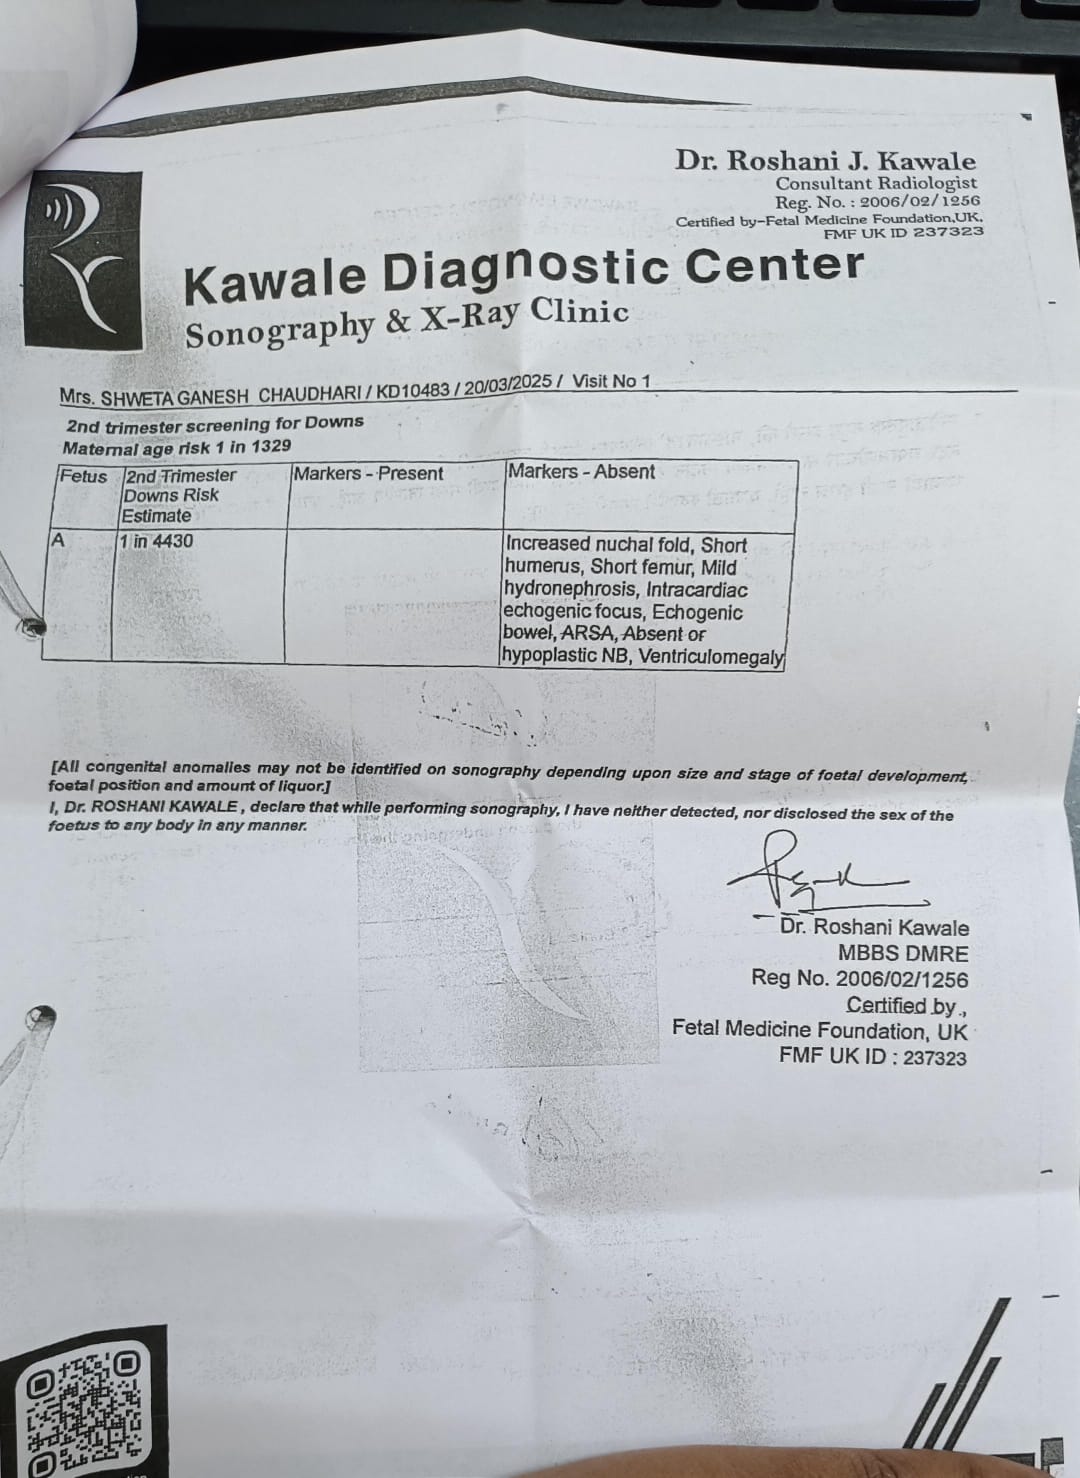 Dr. Roshani J. Kawale
Consultant Radiologist
Reg. No. : 2006/02/1256
Certified by-Fetal Medicine Foundation,UK.
FMF UK ID 237323
Kawale Diagnostic Center
Sonography & X-Ray Clinic
Mrs. SHWETA GANESH CHAUDHARI / KD10483 / 20/03/2025 / Visit No 1
2nd trimester screening for Downs
Maternal age risk 1 in 1329
Fetus
2nd Trimester
Downs Risk
Estimate
Markers - Present
Markers - Absent
A
1 in 4430
Increased nuchal fold, Short
humerus, Short femur, Mild
hydronephrosis, Intracardiac
echogenic focus, Echogenic
bowel, ARSA, Absent or
hypoplastic NB, Ventriculomegaly
[All congenital anomalies may not be identified on sonography depending upon size and stage of foetal development,
foetal position and amount of liquor.]
I, Dr. ROSHANI KAWALE , declare that while performing sonography, I have neither detected, nor disclosed the sex of the
foetus to any body in any manner.
Dr. Roshani Kawale
MBBS DMRE
Reg No. 2006/02/1256
Certified by.,
Fetal Medicine Foundation, UK
FMF UK ID : 237323